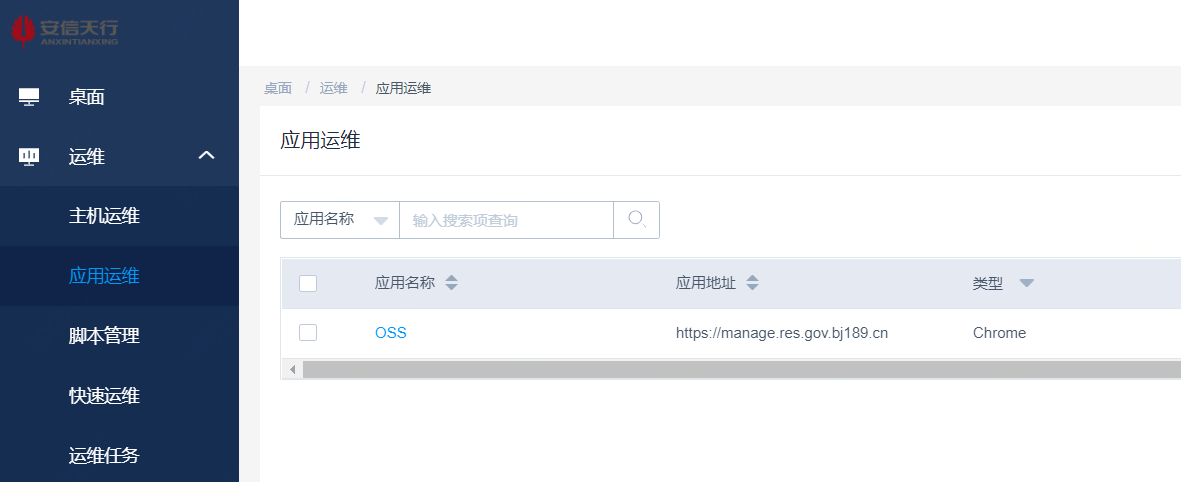 安信天行
ANXINTIANXING
桌面
运维
主机运维
应用运维
脚本管理
快速运维
运维任务
桌面 / 运维 / 应用运维
应用运维
应用名称 输入搜索项查询
应用名称 应用地址 类型
OSS https://manage.res.gov.bj189.cn Chrome